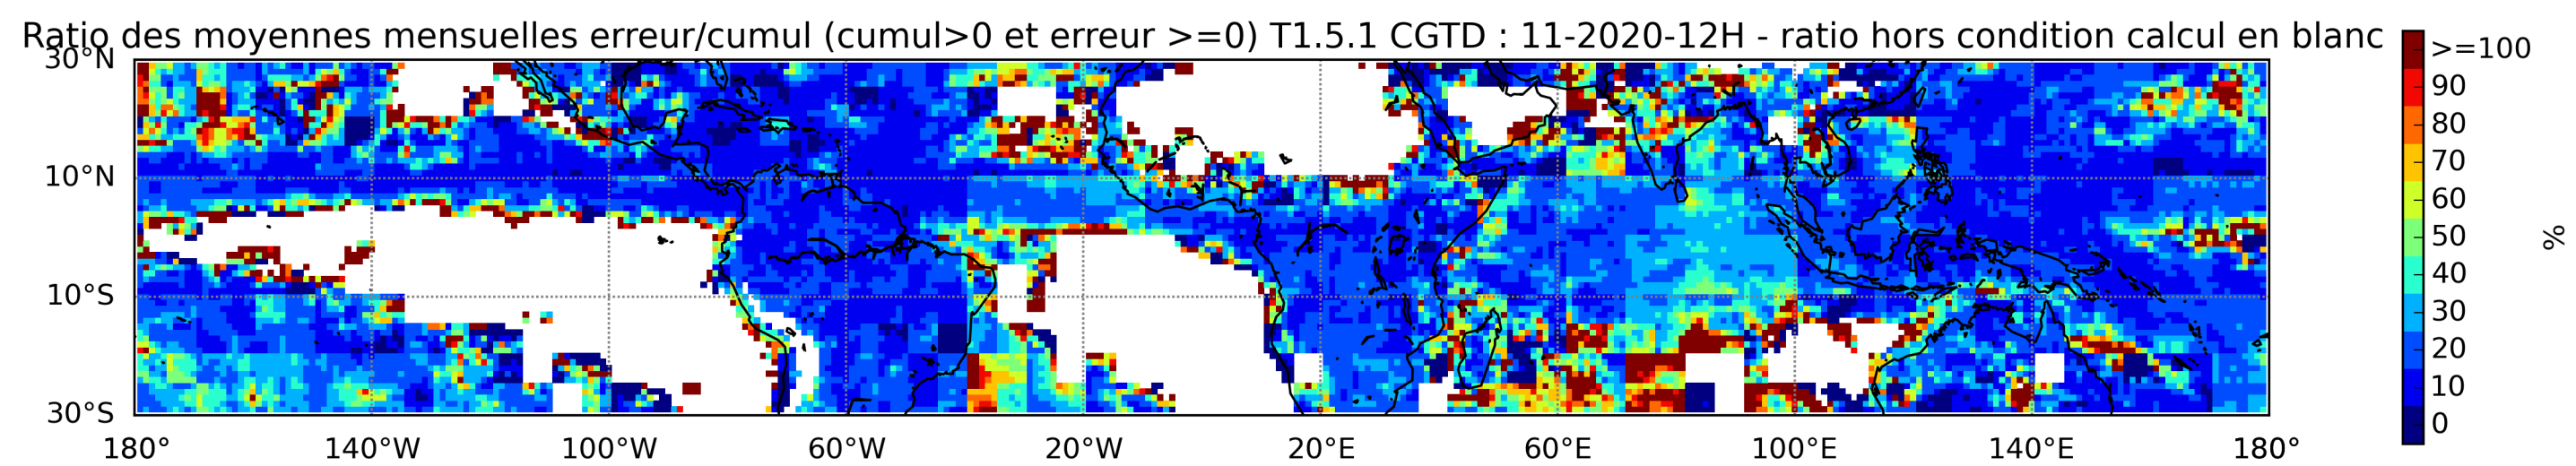 Ratio des moyennes mensuelles erreur/cumul (cumul>0 et erreur >=0) T1.5.1 CGTD : 11-2020-12H - ratio hors condition calcul en blanc
30°N
10°N
10°S
30°S
180°
140°W
100°W
60°W
20°W
20°E
60°E
100°E
140°E
180°
>=100
90
80
70
60
50
40
30
20
10
0
%